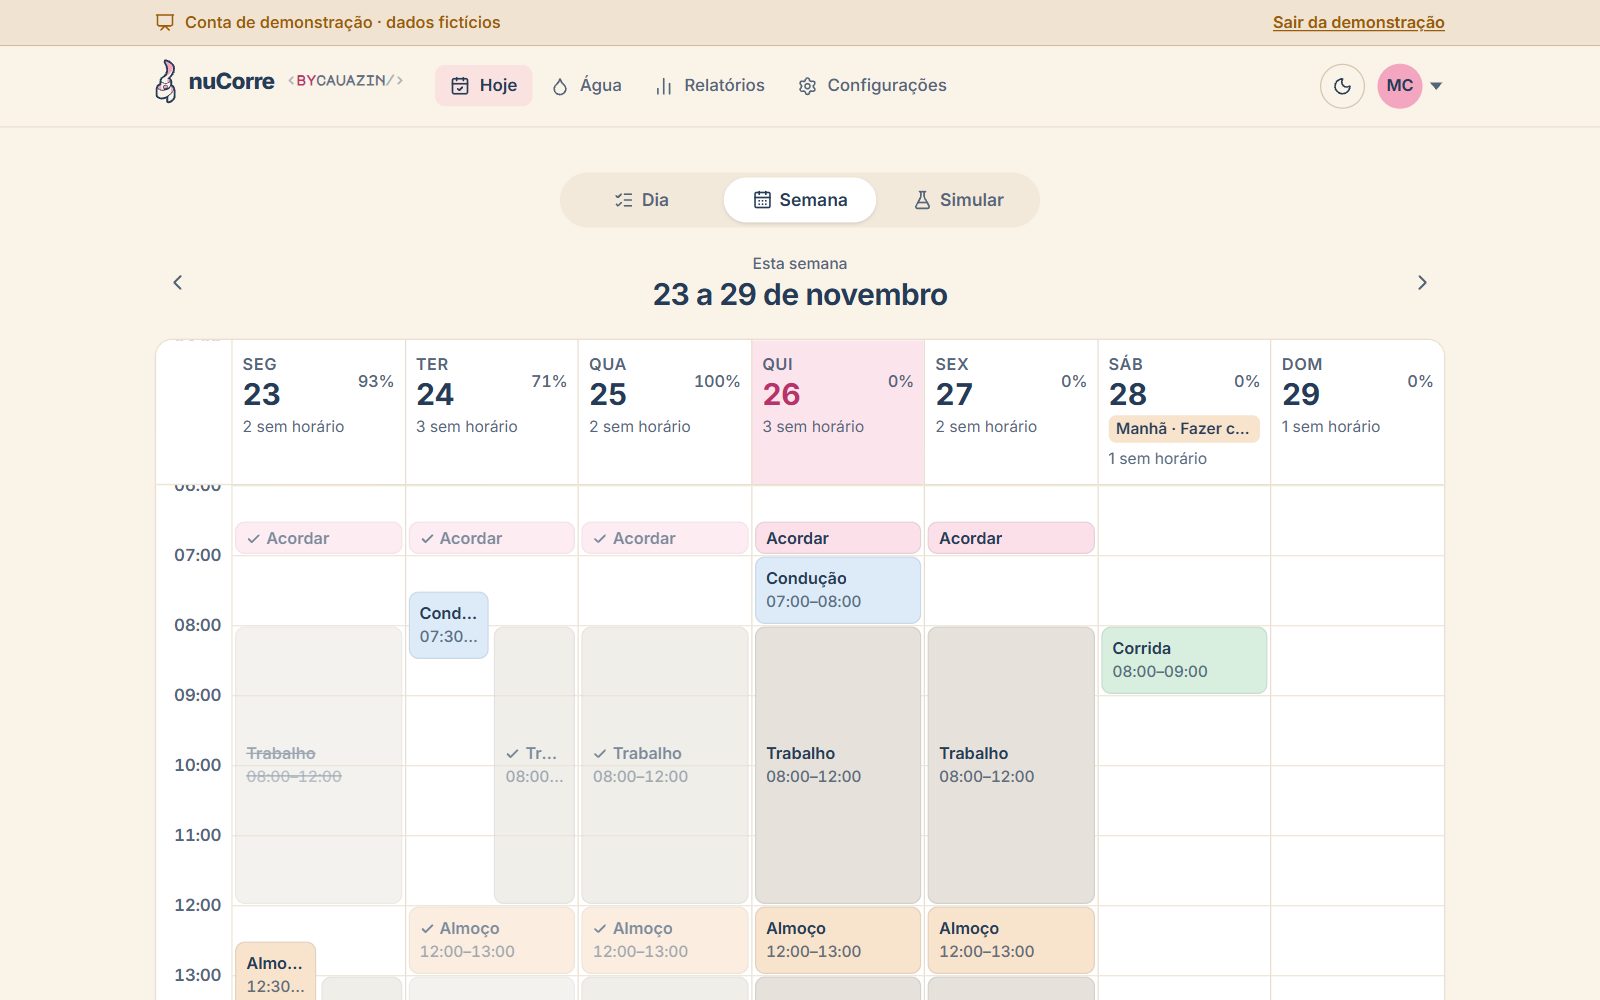 Conta de demonstração · dados fictícios
Sair da demonstração
nuCorre <BYCAUAZIN/>
Hoje
Água
Relatórios
Configurações
MC
Dia
Semana
Simular
Esta semana
23 a 29 de novembro
SEG
23
93%
2 sem horário
TER
24
71%
3 sem horário
QUA
25
100%
2 sem horário
QUI
26
0%
3 sem horário
SEX
27
0%
2 sem horário
SÁB
28
0%
Manhã · Fazer c...
1 sem horário
DOM
29
0%
1 sem horário
06:00
Acordar
Acordar
Acordar
Acordar
Acordar
07:00
Condução
07:00–08:00
Cond...
07:30...
08:00
Corrida
08:00–09:00
09:00
Trabalho
08:00–12:00
Tr...
08:00...
Trabalho
08:00–12:00
Trabalho
08:00–12:00
Trabalho
08:00–12:00
10:00
11:00
12:00
Almoço
12:00–13:00
Almoço
12:00–13:00
Almoço
12:00–13:00
Almoço
12:00–13:00
Almo...
12:30...
13:00